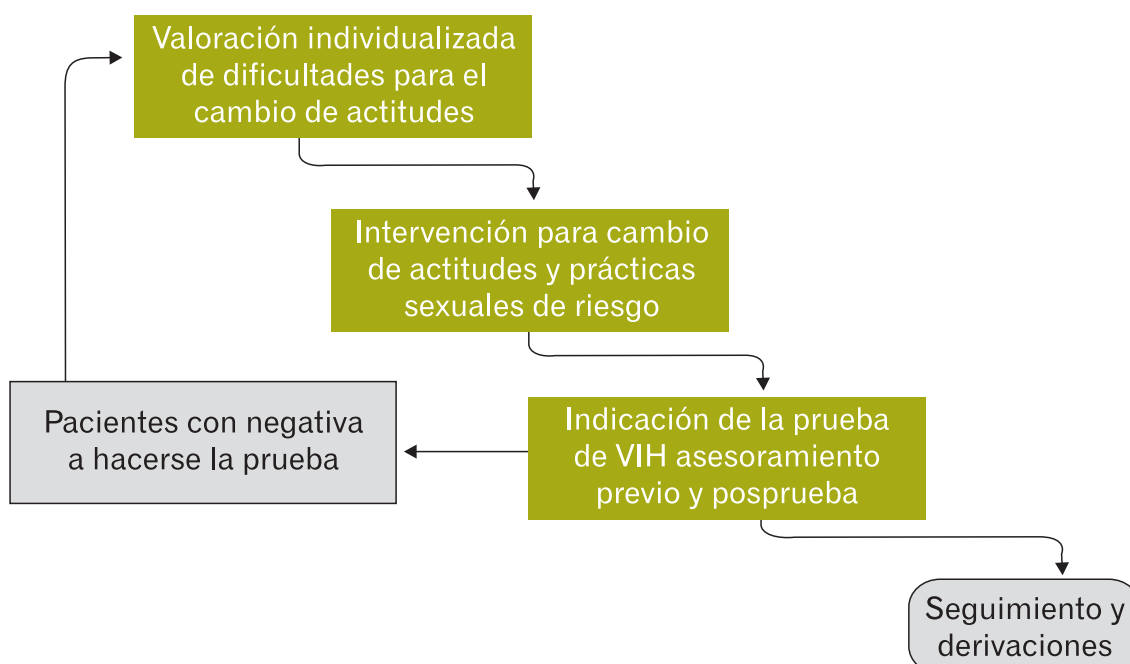 Valoración individualizada
de dificultades para el
cambio de actitudes
Intervención para cambio
de actitudes y prácticas
sexuales de riesgo
Pacientes con negativa
a hacerse la prueba
Indicación de la prueba
de VIH asesoramiento
previo y posprueba
Seguimiento y
derivaciones